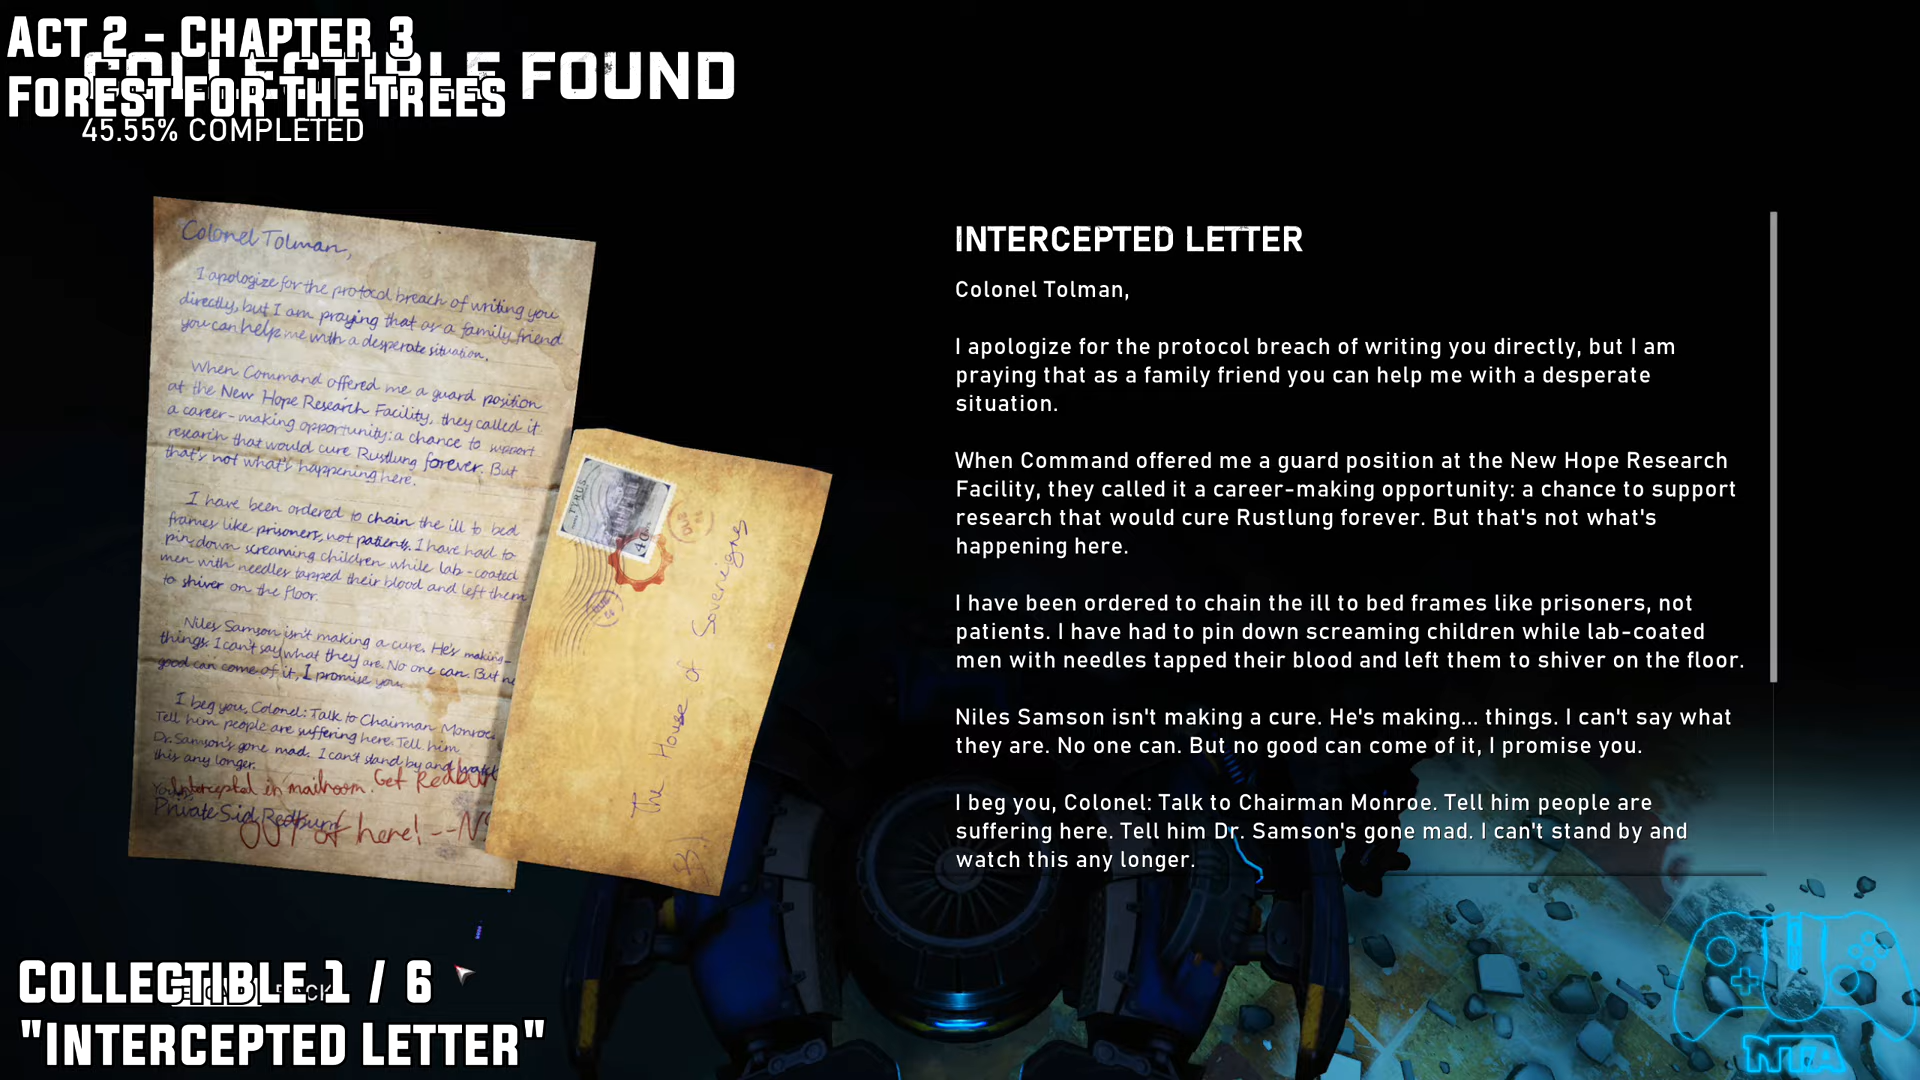 ACT 2 - CHAPTER 3
FOREST FOR THE TREES
COLLECTIBLE FOUND
45.55% COMPLETED
Colonel Tolman,
I apologize for the protocol breach of writing you
directly, but I am praying that as a family friend
you can help me with a desperate situation.
When Command offered me a guard position
at the New Hope Research Facility, they called it
a career-making opportunity: a chance to support
research that would cure Rustlung forever. But
that's not what's happening here.
I have been ordered to chain the ill to bed
frames like prisoners, not patients. I have had to
pin down screaming children while lab-coated
men with needles tapped their blood and left them
to shiver on the floor.
Niles Samson isn't making a cure. He's making-
things. I can't say what they are. No one can. But
good can come of it, I promise you.
I beg you, Colonel: Talk to Chairman Monroe.
Tell him people are suffering here. Tell him
Dr. Samson's gone mad. I can't stand by and watch
this any longer.
Intercepted in mailroom. Get Redburn
Private Sid Redburn
out of here! --N
TYRUS
40
The House of Sovereigns
INTERCEPTED LETTER
Colonel Tolman,
I apologize for the protocol breach of writing you directly, but I am
praying that as a family friend you can help me with a desperate
situation.
When Command offered me a guard position at the New Hope Research
Facility, they called it a career-making opportunity: a chance to support
research that would cure Rustlung forever. But that's not what's
happening here.
I have been ordered to chain the ill to bed frames like prisoners, not
patients. I have had to pin down screaming children while lab-coated
men with needles tapped their blood and left them to shiver on the floor.
Niles Samson isn't making a cure. He's making... things. I can't say what
they are. No one can. But no good can come of it, I promise you.
I beg you, Colonel: Talk to Chairman Monroe. Tell him people are
suffering here. Tell him Dr. Samson's gone mad. I can't stand by and
watch this any longer.
COLLECTIBLE 1 / 6
"INTERCEPTED LETTER"
NTA